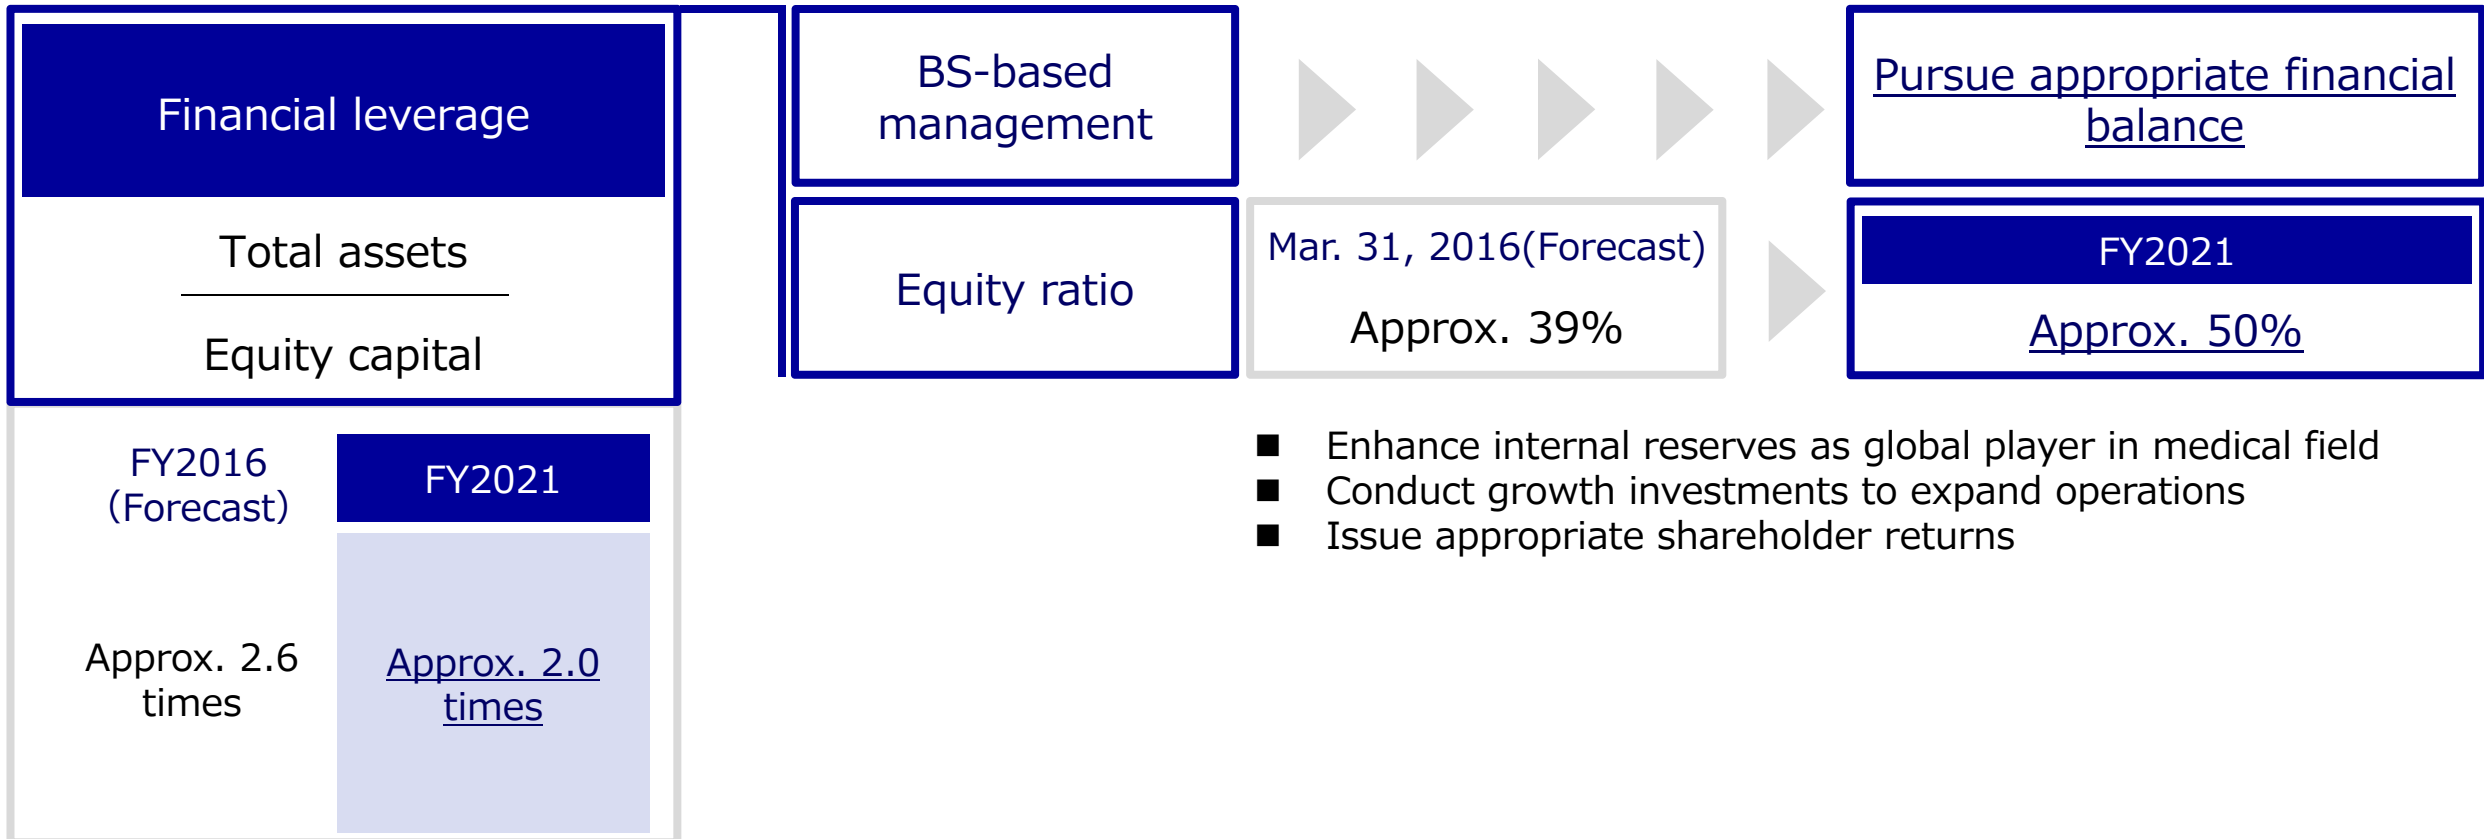 Financial leverage
Total assets
Equity capital
FY2016
(Forecast)
FY2021
Approx. 2.6
times
Approx. 2.0
times
BS-based
management
Pursue appropriate financial
balance
Equity ratio
Mar. 31, 2016(Forecast)
Approx. 39%
FY2021
Approx. 50%
■ Enhance internal reserves as global player in medical field
■ Conduct growth investments to expand operations
■ Issue appropriate shareholder returns